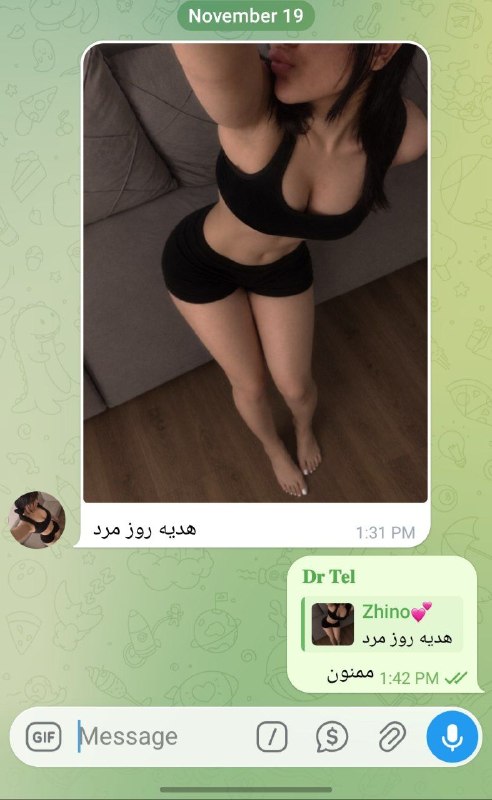 November 19
هدیه روز مرد
1:31 PM
Dr Tel
Zhino💕
هدیه روز مرد
ممنون 1:42 PM
GIF Message